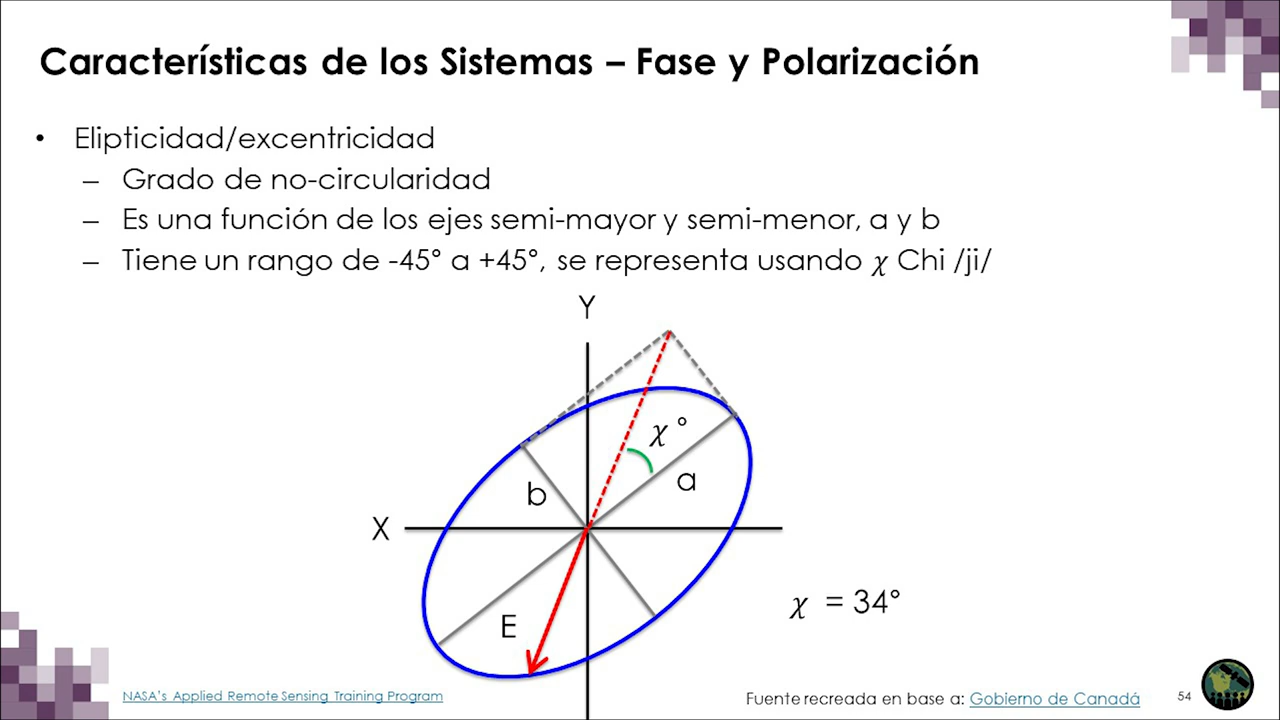 Características de los Sistemas – Fase y Polarización
• Elipticidad/excentricidad
– Grado de no-circularidad
– Es una función de los ejes semi-mayor y semi-menor, a y b
– Tiene un rango de -45° a +45°, se representa usando χ Chi /ji/
Y
χ °
a
b
X
χ = 34°
E
NASA's Applied Remote Sensing Training Program
Fuente recreada en base a: Gobierno de Canadá
54